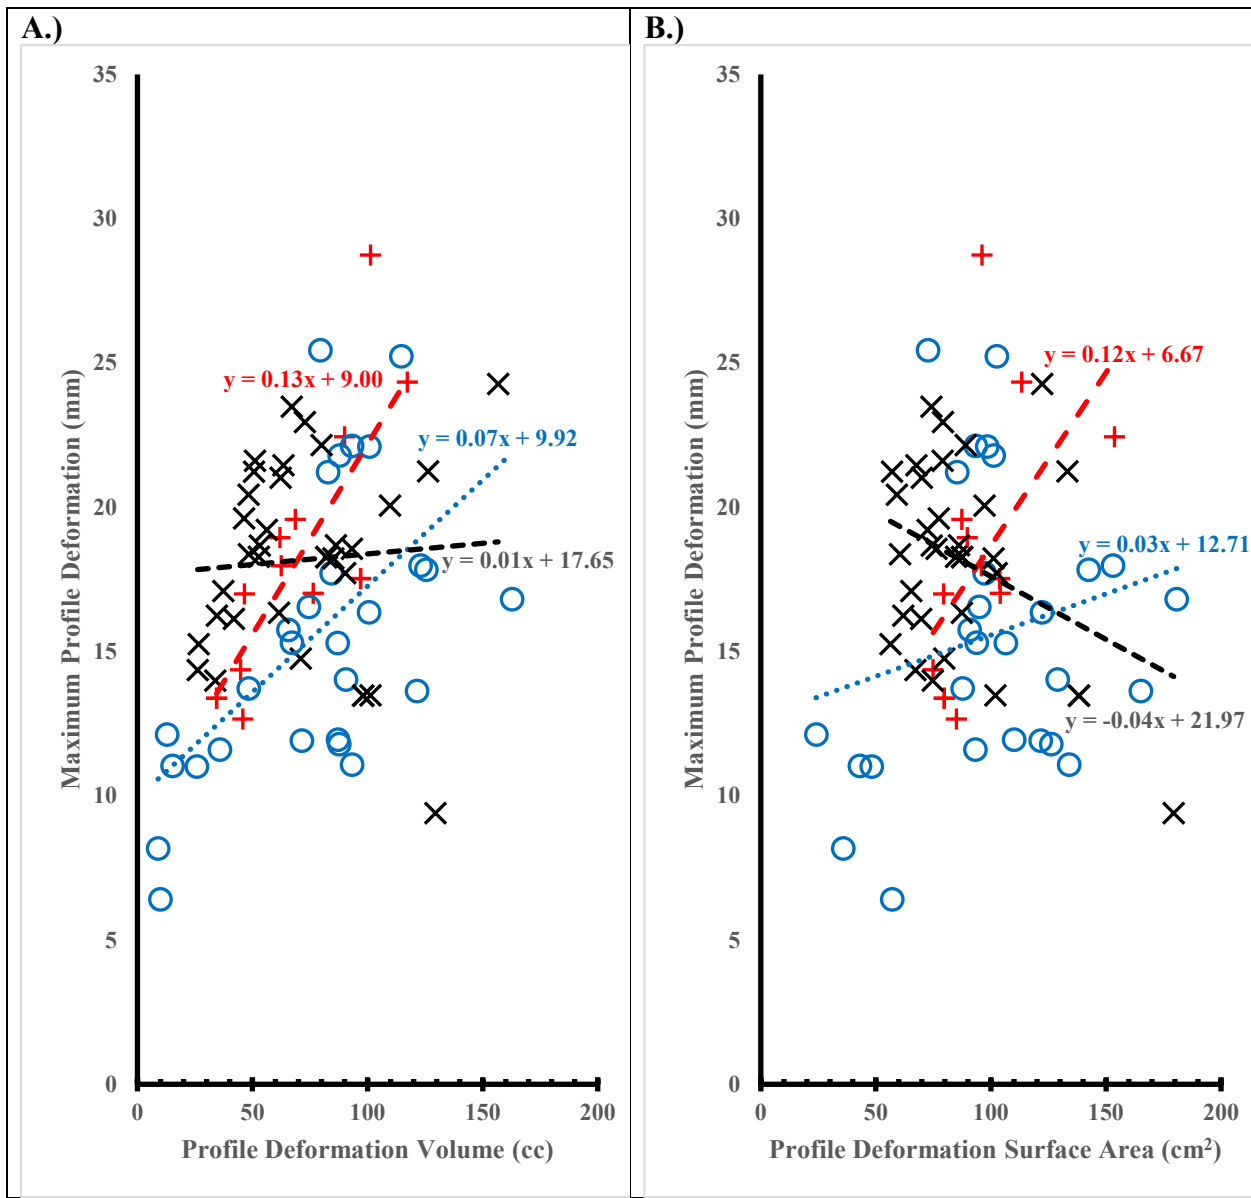 A.)
Maximum Profile Deformation (mm)
35
30
25
20
15
10
5
0
y = 0.13x + 9.00
y = 0.07x + 9.92
y = 0.01x + 17.65
0 50 100 150 200
Profile Deformation Volume (cc)
B.)
Maximum Profile Deformation (mm)
35
30
25
20
15
10
5
0
y = 0.12x + 6.67
y = 0.03x + 12.71
y = -0.04x + 21.97
0 50 100 150 200
Profile Deformation Surface Area (cm²)